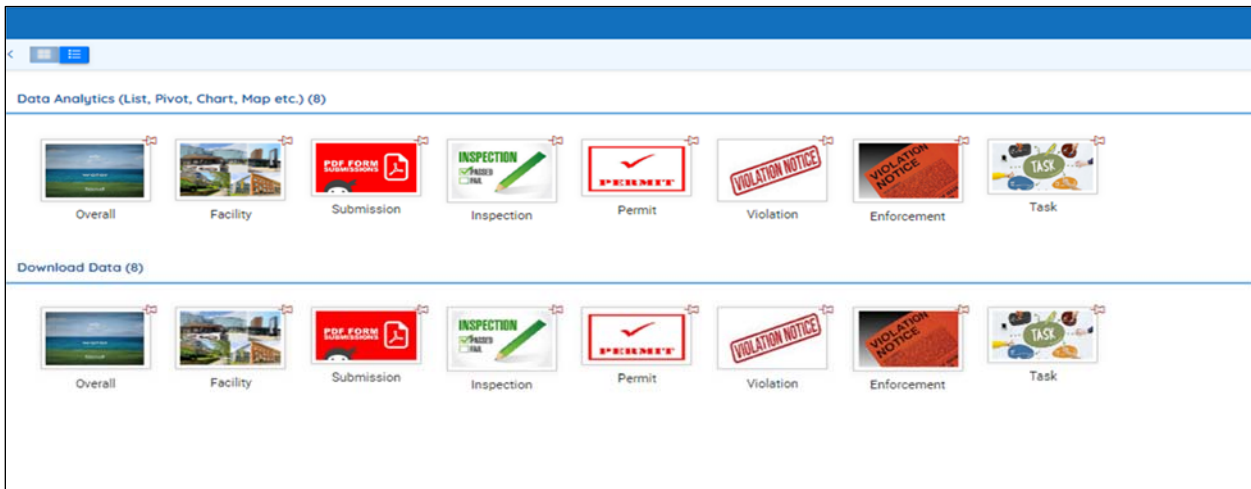 Data Analytics (List, Pivot, Chart, Map etc.) (8)
PDF FORM
SUBMISSIONS
INSPECTION
PASSED
FAIL
PERMIT
VIOLATION NOTICE
VIOLATION
NOTICE
TASK
Overall
Facility
Submission
Inspection
Permit
Violation
Enforcement
Task
Download Data (8)
PDF FORM
SUBMISSIONS
INSPECTION
PASSED
FAIL
PERMIT
VIOLATION NOTICE
VIOLATION
NOTICE
TASK
Overall
Facility
Submission
Inspection
Permit
Violation
Enforcement
Task